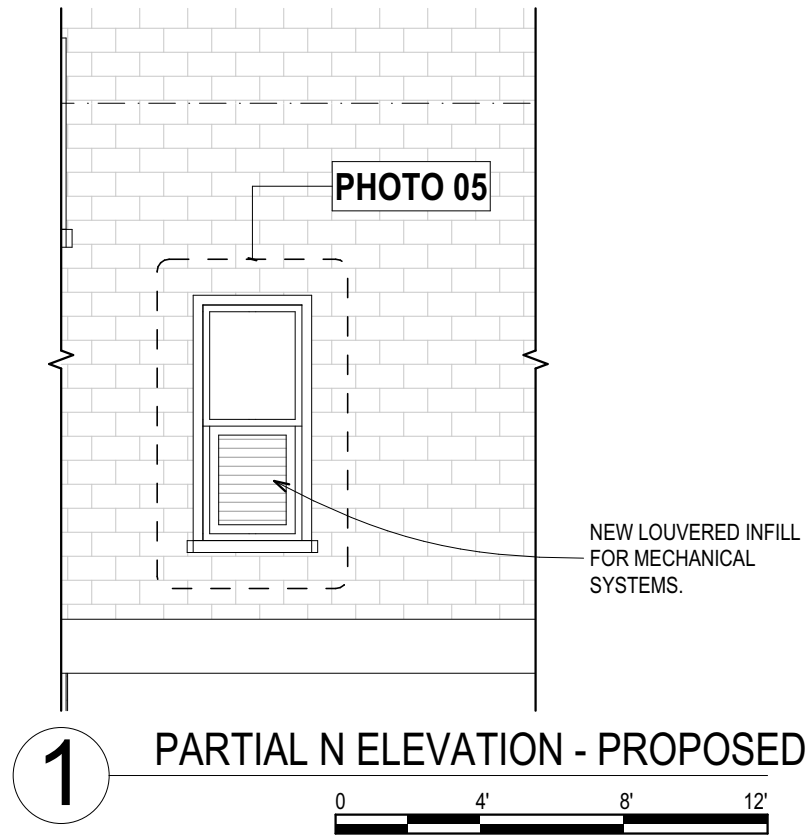 PHOTO 05
NEW LOUVERED INFILL
FOR MECHANICAL
SYSTEMS.
1 PARTIAL N ELEVATION - PROPOSED
0 4' 8' 12'